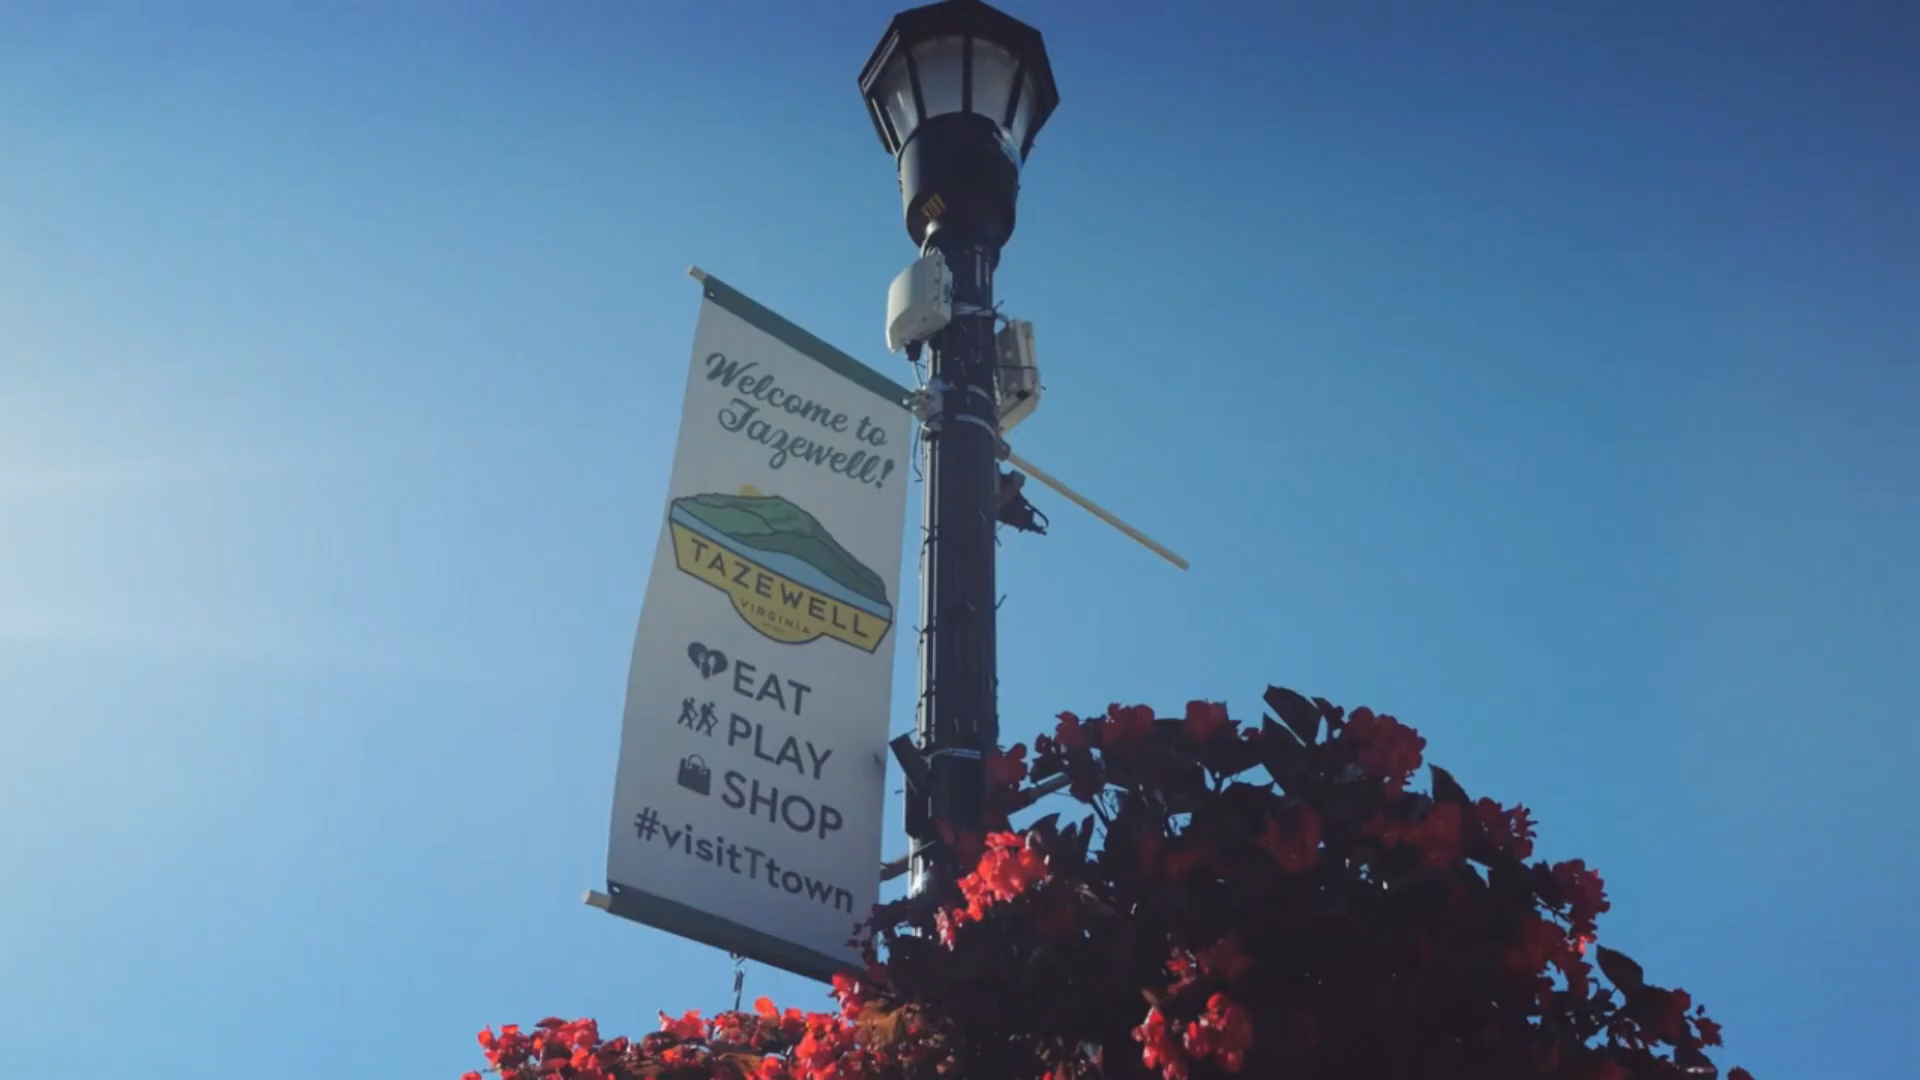 Welcome to
Tazewell!
TAZEWELL
VIRGINIA
EAT
PLAY
SHOP
#visitTtown